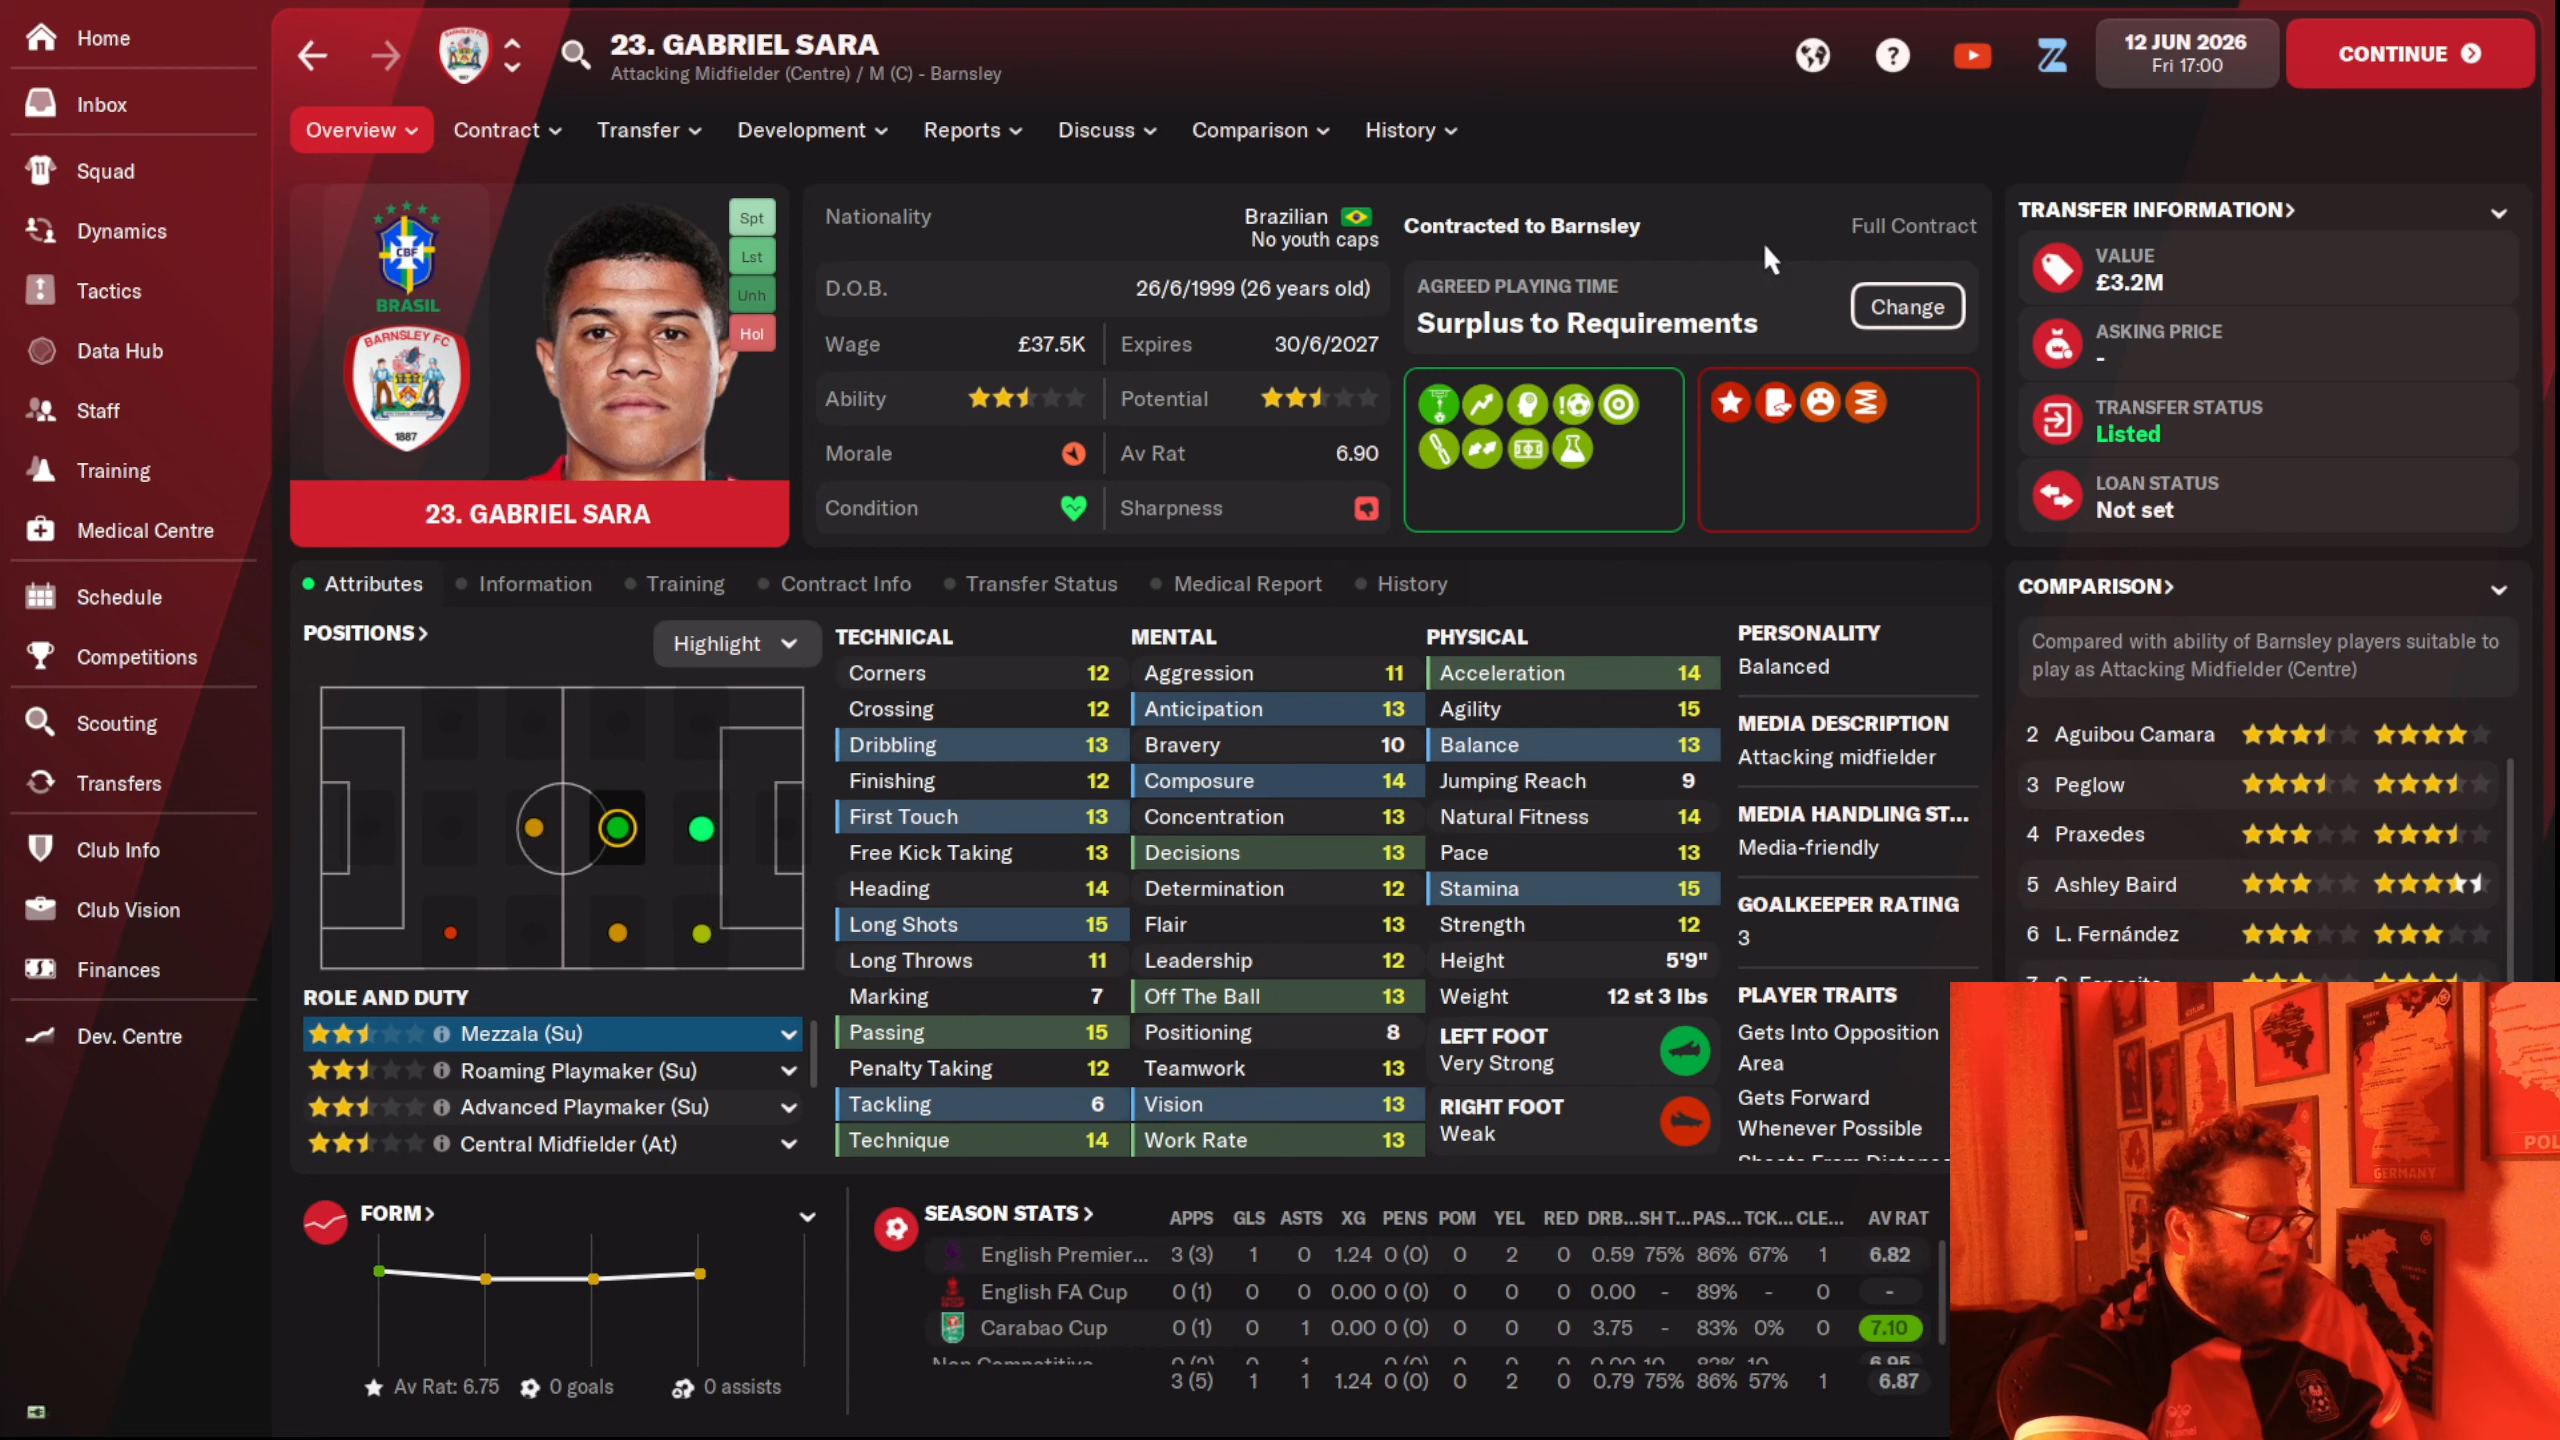 Home
Inbox
Squad
Dynamics
Tactics
Data Hub
Staff
Training
Medical Centre
Schedule
Competitions
Scouting
Transfers
Club Info
Club Vision
Finances
Dev. Centre
23. GABRIEL SARA
Attacking Midfielder (Centre) / M (C) - Barnsley
12 JUN 2026
Fri 17:00
CONTINUE
Overview
Contract
Transfer
Development
Reports
Discuss
Comparison
History
CBF
BRASIL
BARNSLEY FC
1887
Spt
Lst
Unh
Hol
23. GABRIEL SARA
Nationality
Brazilian
No youth caps
D.O.B.
26/6/1999 (26 years old)
Wage £37.5K
Expires 30/6/2027
Ability
Potential
Morale
Av Rat 6.90
Condition
Sharpness
Contracted to Barnsley
Full Contract
AGREED PLAYING TIME
Surplus to Requirements
Change
TRANSFER INFORMATION>
VALUE
£3.2M
ASKING PRICE
-
TRANSFER STATUS
Listed
LOAN STATUS
Not set
Attributes
Information
Training
Contract Info
Transfer Status
Medical Report
History
POSITIONS>
Highlight
ROLE AND DUTY
Mezzala (Su)
Roaming Playmaker (Su)
Advanced Playmaker (Su)
Central Midfielder (At)
TECHNICAL
Corners 12
Crossing 12
Dribbling 13
Finishing 12
First Touch 13
Free Kick Taking 13
Heading 14
Long Shots 15
Long Throws 11
Marking 7
Passing 15
Penalty Taking 12
Tackling 6
Technique 14
MENTAL
Aggression 11
Anticipation 13
Bravery 10
Composure 14
Concentration 13
Decisions 13
Determination 12
Flair 13
Leadership 12
Off The Ball 13
Positioning 8
Teamwork 13
Vision 13
Work Rate 13
PHYSICAL
Acceleration 14
Agility 15
Balance 13
Jumping Reach 9
Natural Fitness 14
Pace 13
Stamina 15
Strength 12
Height 5'9"
Weight 12 st 3 lbs
LEFT FOOT
Very Strong
RIGHT FOOT
Weak
PERSONALITY
Balanced
MEDIA DESCRIPTION
Attacking midfielder
MEDIA HANDLING ST...
Media-friendly
GOALKEEPER RATING
3
PLAYER TRAITS
Gets Into Opposition
Area
Gets Forward
Whenever Possible
Shoots From Distance
COMPARISON>
Compared with ability of Barnsley players suitable to
play as Attacking Midfielder (Centre)
2 Aguibou Camara
3 Peglow
4 Praxedes
5 Ashley Baird
6 L. Fernández
FORM>
Av Rat: 6.75
0 goals
0 assists
SEASON STATS>
APPS GLS ASTS XG PENS POM YEL RED DRB... SH T... PAS... TCK... CLE... AV RAT
English Premier... 3 (3) 1 0 1.24 0 (0) 0 2 0 0.59 75% 86% 67% 1 6.82
English FA Cup 0 (1) 0 0 0.00 0 (0) 0 0 0 0.00 - 89% - 0 -
Carabao Cup 0 (1) 0 1 0.00 0 (0) 0 0 0 3.75 - 83% 0% 0 7.10
Non Competitive
3 (5) 1 1 1.24 0 (0) 0 2 0 0.79 75% 86% 57% 1 6.87
GERMANY
POL